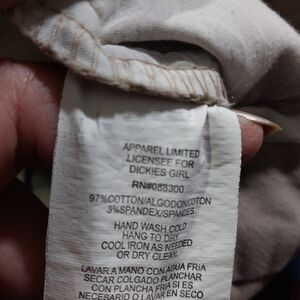 APPAREL LIMITED
LICENSEE FOR
DICKIES GIRL
RN#088300
97%COTTON/ALGODON/COTON
3%SPANDEX/SPANDES
HAND WASH COLD
HANG TO DRY
COOL IRON AS NEEDED
OR DRY CLEAN
LAVAR A MANO CON AGUA FRIA
SECAR COLGADO PLANCHAR
CON PLANCHA FRIA SI ES
NECESARIO O LAVAR EN SECO